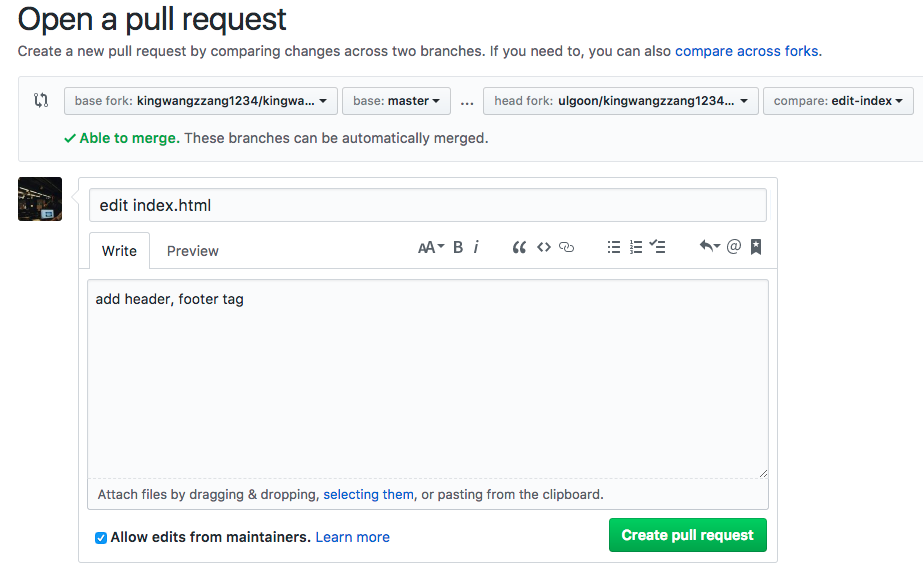 Open a pull request
Create a new pull request by comparing changes across two branches. If you need to, you can also compare across forks.
base fork: kingwangzzang1234/kingwa... base: master ... head fork: ulgoon/kingwangzzang1234... compare: edit-index
Able to merge. These branches can be automatically merged.
edit index.html
Write Preview AA B i
add header, footer tag
Attach files by dragging & dropping, selecting them, or pasting from the clipboard.
Allow edits from maintainers. Learn more Create pull request